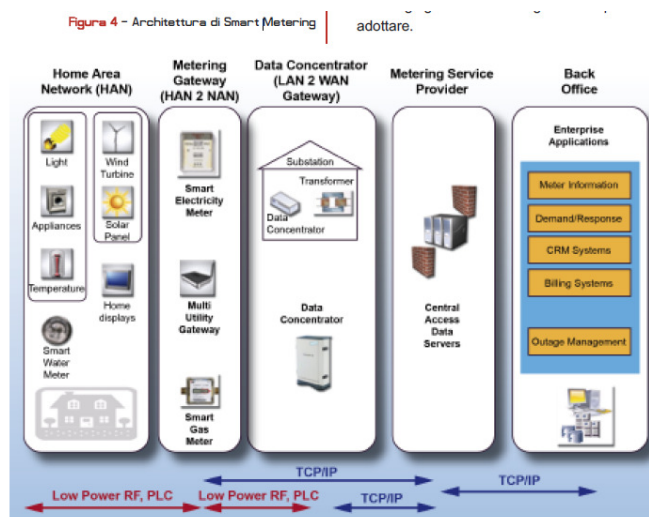 Figura 4 – Architettura di Smart Metering
adottare.
Home Area
Network (HAN)
Metering
Gateway
(HAN 2 NAN)
Data Concentrator
(LAN 2 WAN
Gateway)
Metering Service
Provider
Back
Office
Light
Wind
Turbine
Appliances
Solar
Panel
Temperature
Home
displays
Smart
Water
Meter
Smart
Electricity
Meter
Multi
Utility
Gateway
Smart
Gas
Meter
Substation
Transformer
Data
Concentrator
Data
Concentrator
Central
Access
Data
Servers
Enterprise
Applications
Meter Information
Demand/Response
CRM Systems
Billing Systems
Outage Management
TCP/IP
TCP/IP
Low Power RF, PLC
Low Power RF, PLC
TCP/IP